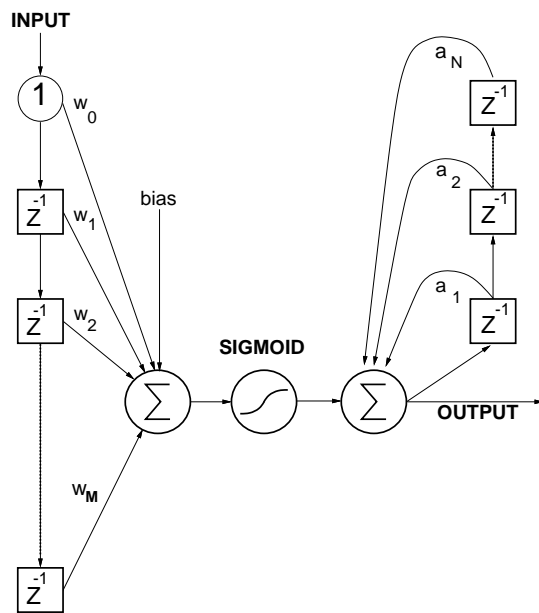 INPUT
1
w0
Z-1
w1
Z-1
w2
Z-1
wM
bias
Σ
SIGMOID
Σ
OUTPUT
aN
Z-1
a2
Z-1
a1
Z-1